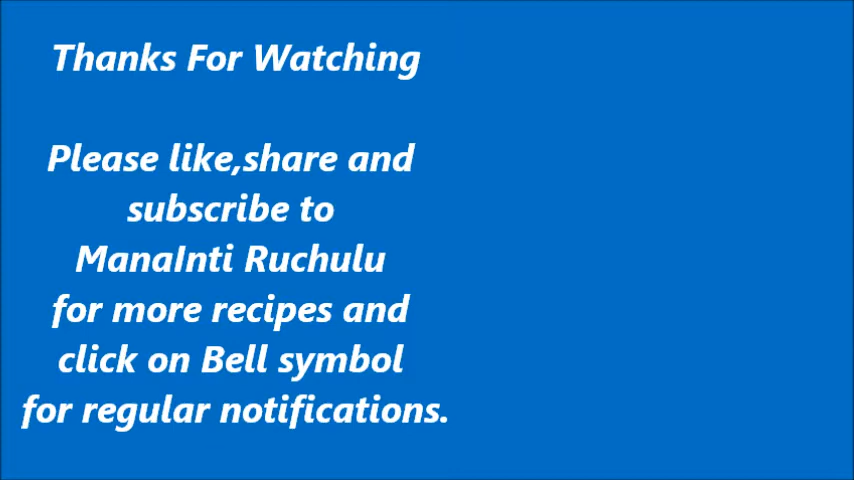 Thanks For Watching
Please like,share and
subscribe to
ManaInti Ruchulu
for more recipes and
click on Bell symbol
for regular notifications.